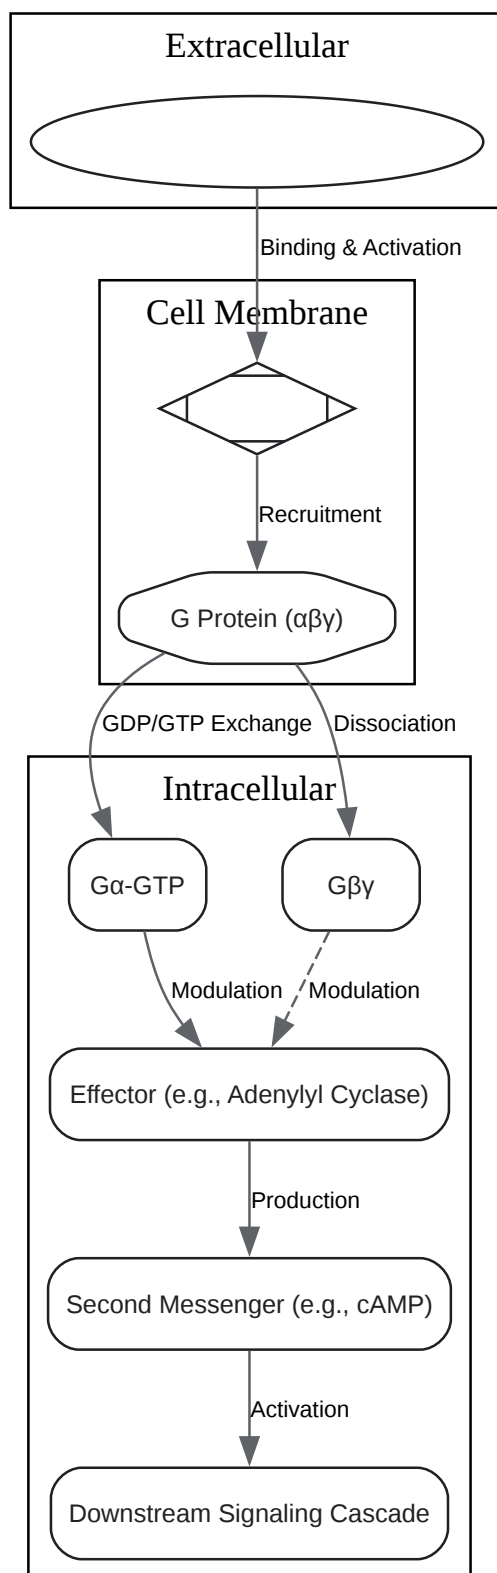 Extracellular
Binding & Activation
Cell Membrane
Recruitment
G Protein (αβγ)
GDP/GTP Exchange
Dissociation
Intracellular
Gα-GTP
Gβγ
Modulation
Modulation
Effector (e.g., Adenylyl Cyclase)
Production
Second Messenger (e.g., cAMP)
Activation
Downstream Signaling Cascade